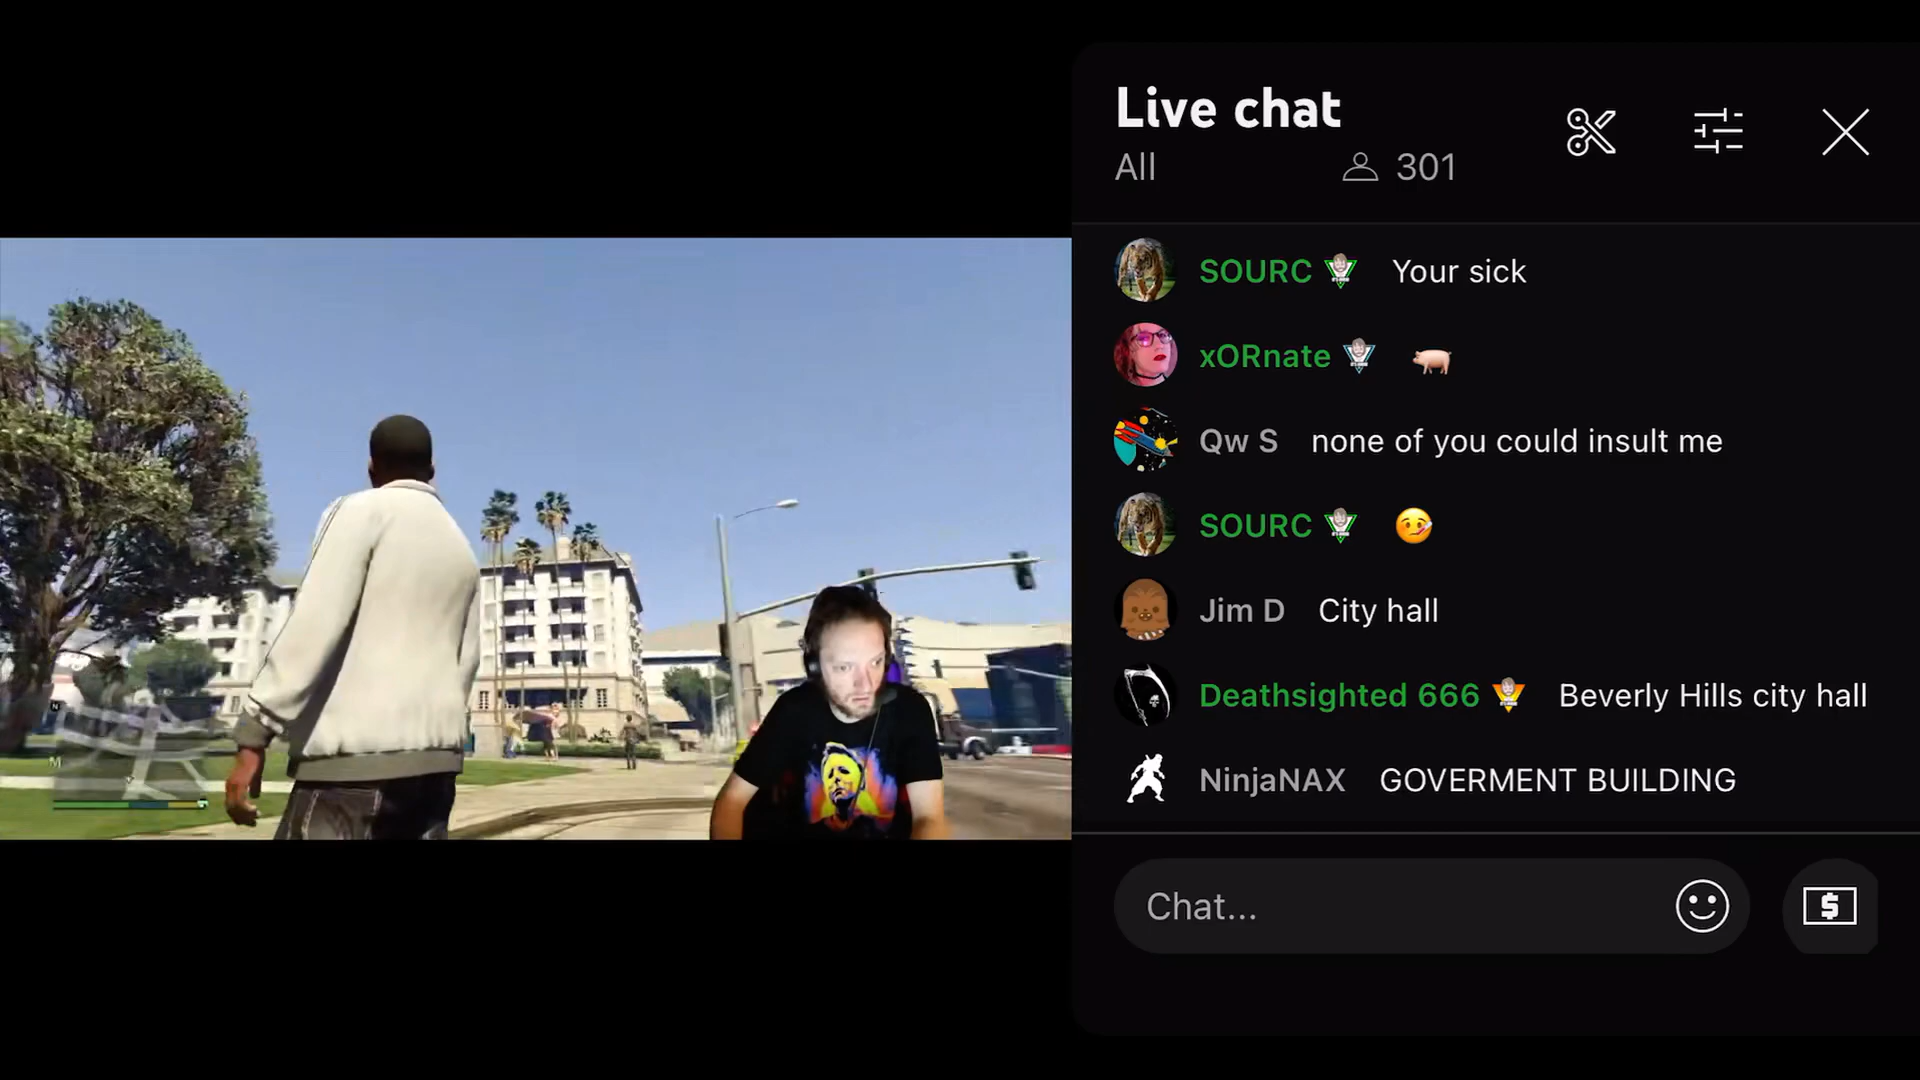 Live chat
All 301
SOURC Your sick
xORnate
Qw S none of you could insult me
SOURC
Jim D City hall
Deathsighted 666 Beverly Hills city hall
NinjaNAX GOVERMENT BUILDING
Chat...
N
M